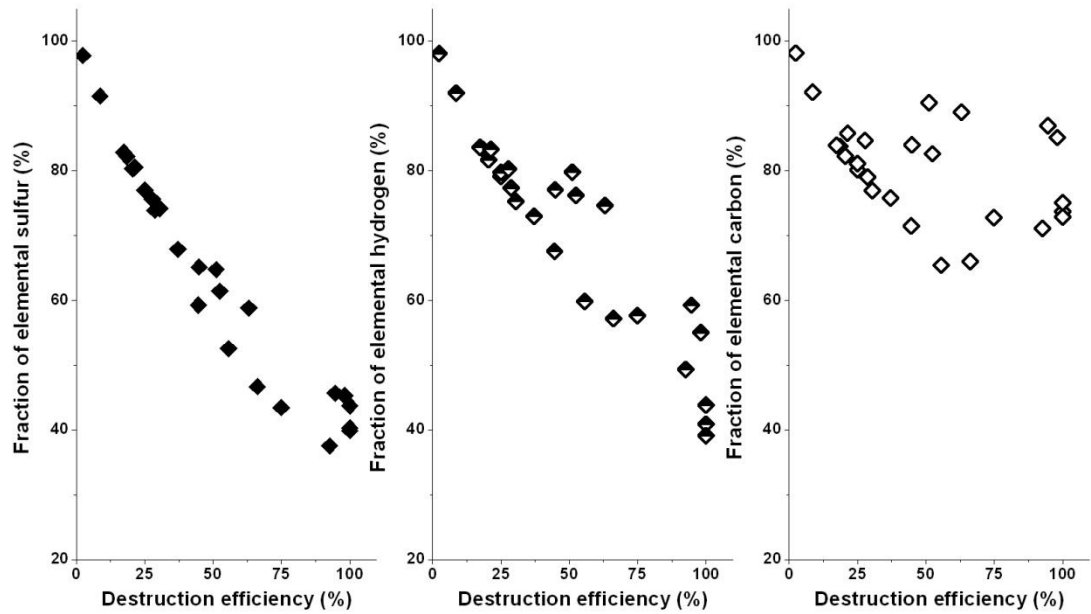 Fraction of elemental sulfur (%)
100
80
60
40
20
0 25 50 75 100
Destruction efficiency (%)
Fraction of elemental hydrogen (%)
100
80
60
40
20
0 25 50 75 100
Destruction efficiency (%)
Fraction of elemental carbon (%)
100
80
60
40
20
0 25 50 75 100
Destruction efficiency (%)